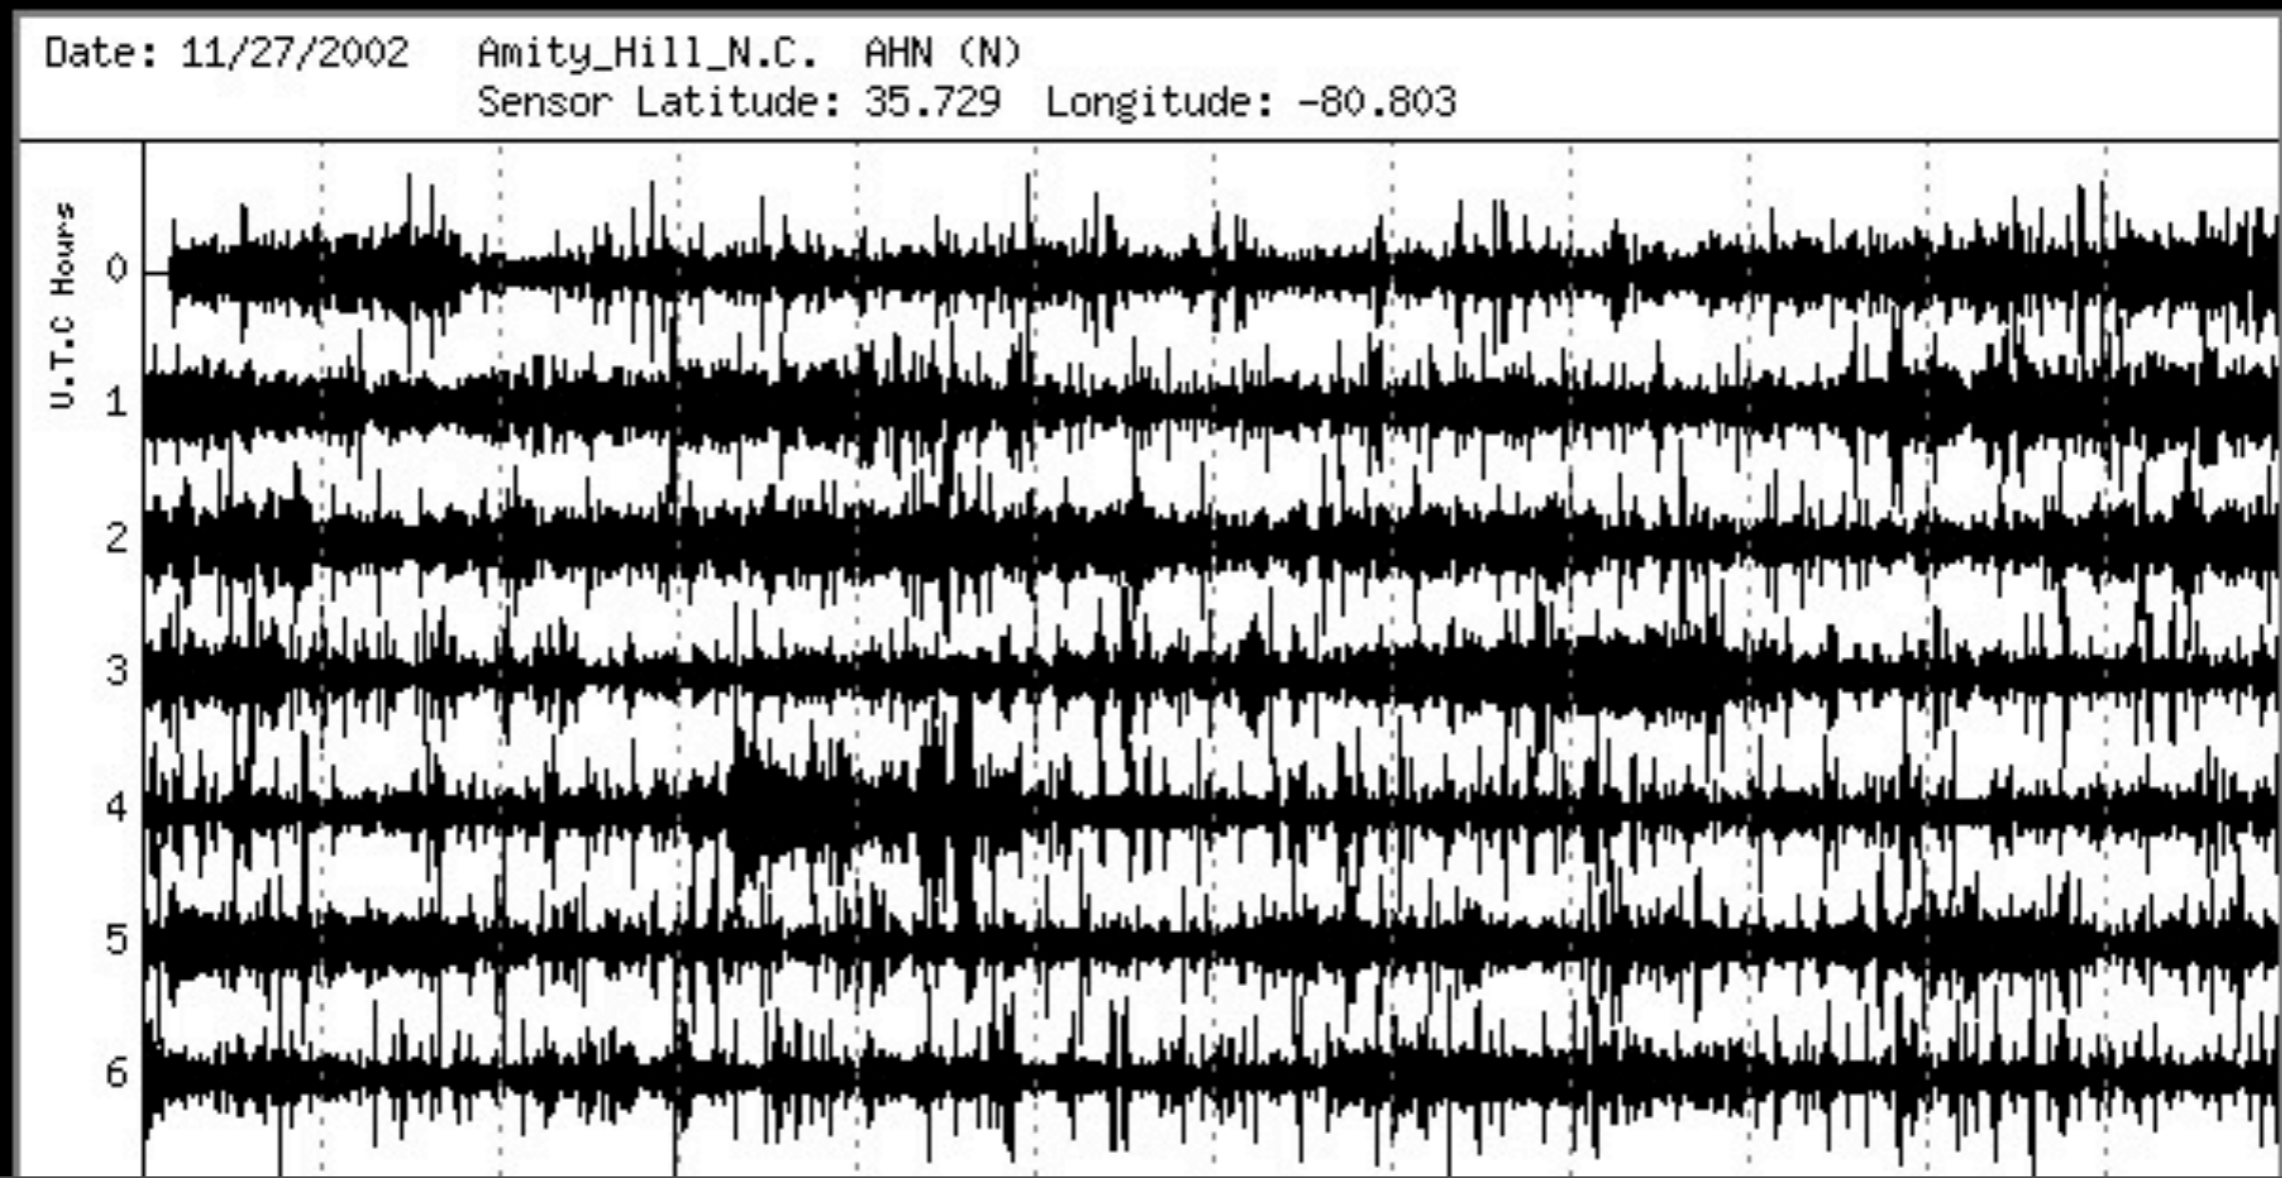 Date: 11/27/2002 Amity_Hill_N.C. AHN (N)
Sensor Latitude: 35.729 Longitude: -80.803
U.T.C Hours
0
1
2
3
4
5
6